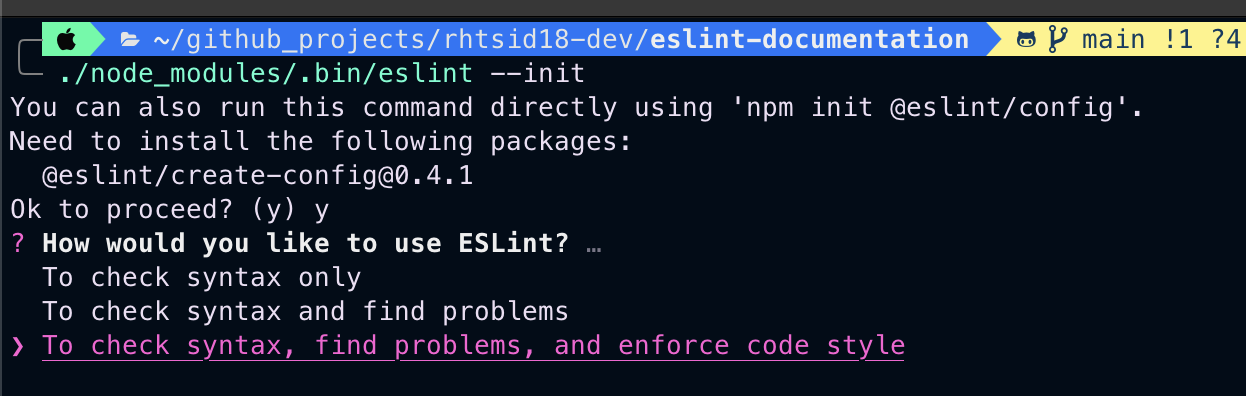 ~/github_projects/rhtsid18-dev/eslint-documentation main !1 ?4
./node_modules/.bin/eslint --init
You can also run this command directly using 'npm init @eslint/config'.
Need to install the following packages:
@eslint/create-config@0.4.1
Ok to proceed? (y) y
? How would you like to use ESLint? …
To check syntax only
To check syntax and find problems
❯ To check syntax, find problems, and enforce code style